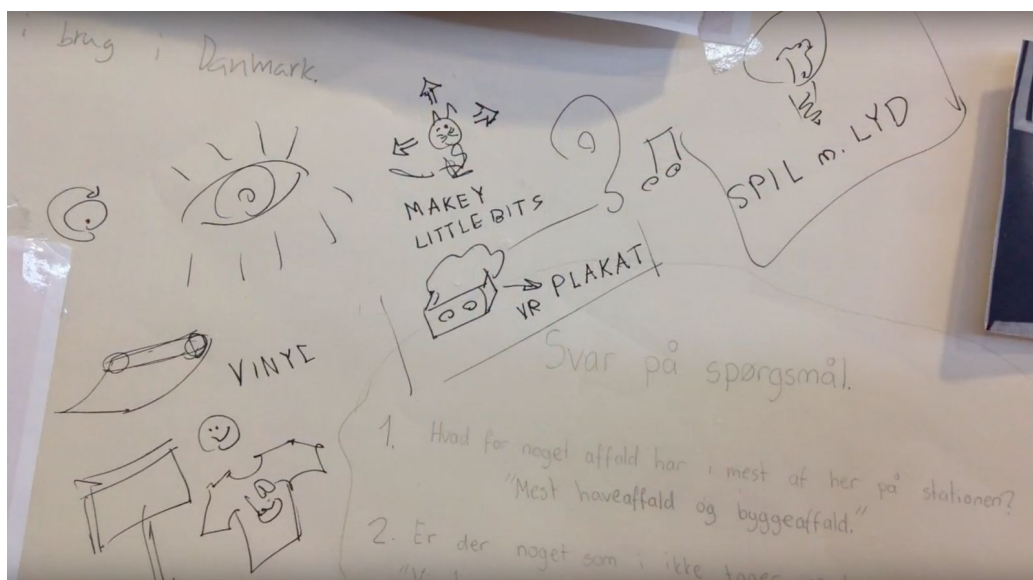 i brug i Danmark.
MAKEY
LITTLE BITS
SPIL m. LYD
VR PLAKAT
VINYL
Svar på spørgsmål.
1. Hvad for noget affald har i mest af her på stationen?
"Mest haveaffald og byggeaffald."
2. Er der noget som i ikke tager